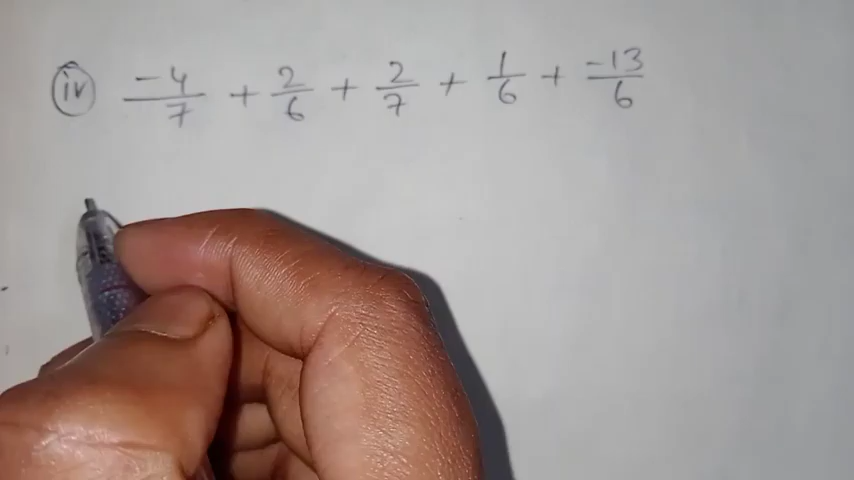 iv -4/7 + 2/6 + 2/7 + 1/6 + -13/6